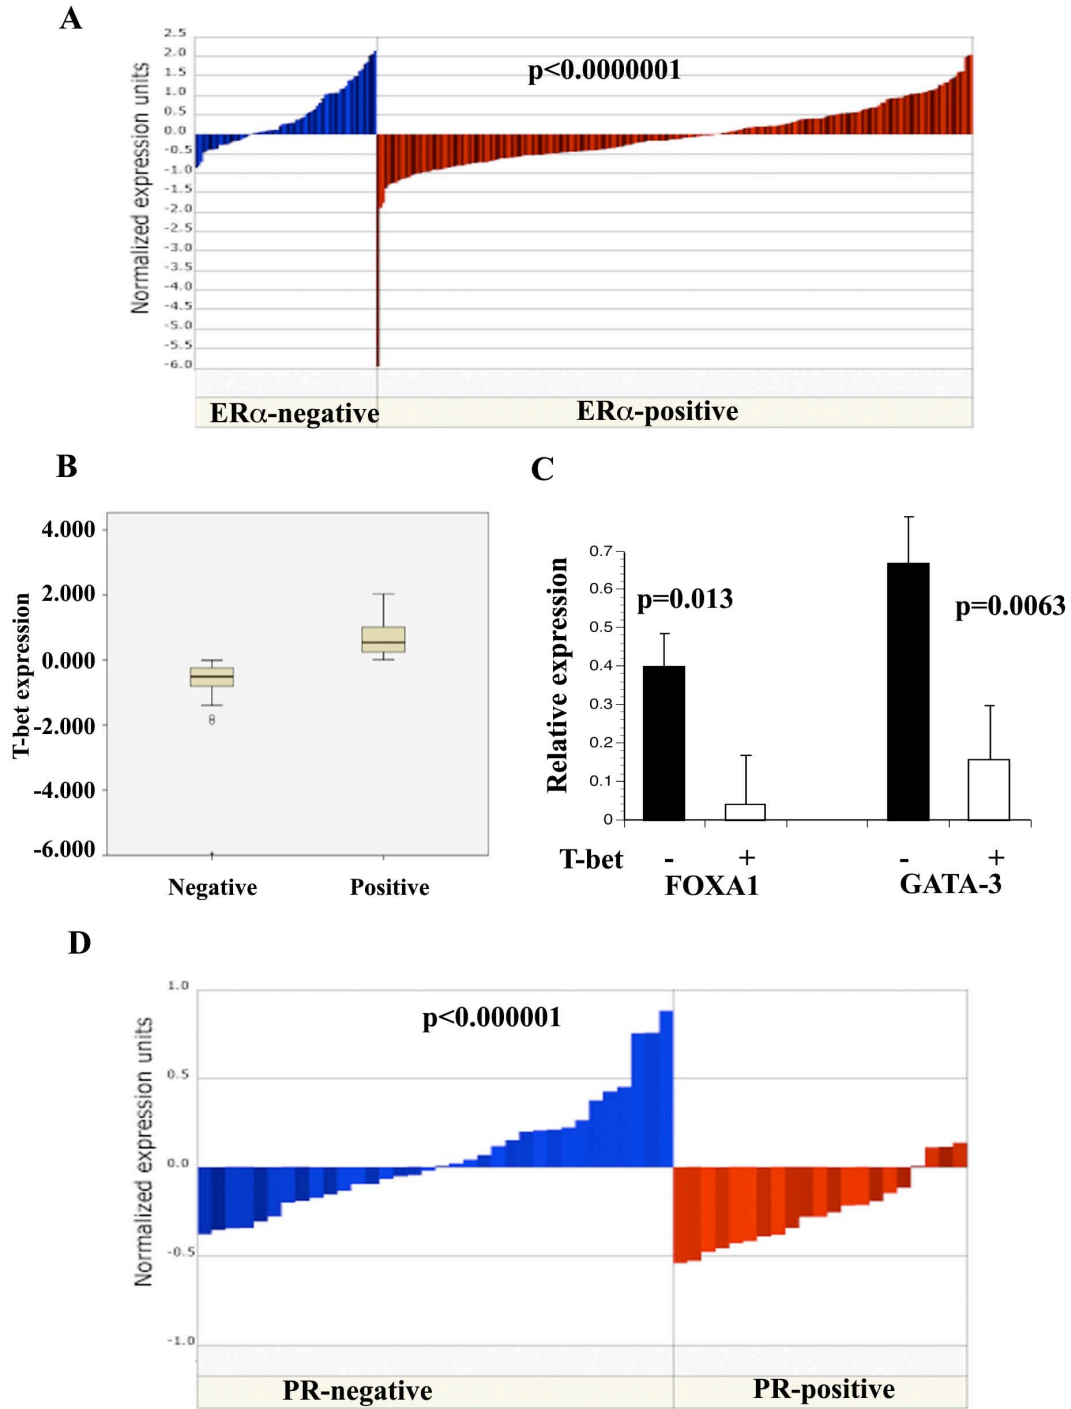 A
2.5
2.0
1.5
1.0
0.5
0.0
-0.5
-1.0
-1.5
-2.0
-2.5
-3.0
-3.5
-4.0
-4.5
-5.0
-5.5
-6.0
Normalized expression units
p<0.0000001
ERα-negative
ERα-positive
B
4.000
2.000
0.000
-2.000
-4.000
-6.000
T-bet expression
Negative
Positive
C
0.7
0.6
0.5
0.4
0.3
0.2
0.1
0
Relative expression
p=0.013
p=0.0063
T-bet - + - +
FOXA1
GATA-3
D
1.0
0.5
0.0
-0.5
-1.0
Normalized expression units
p<0.000001
PR-negative
PR-positive